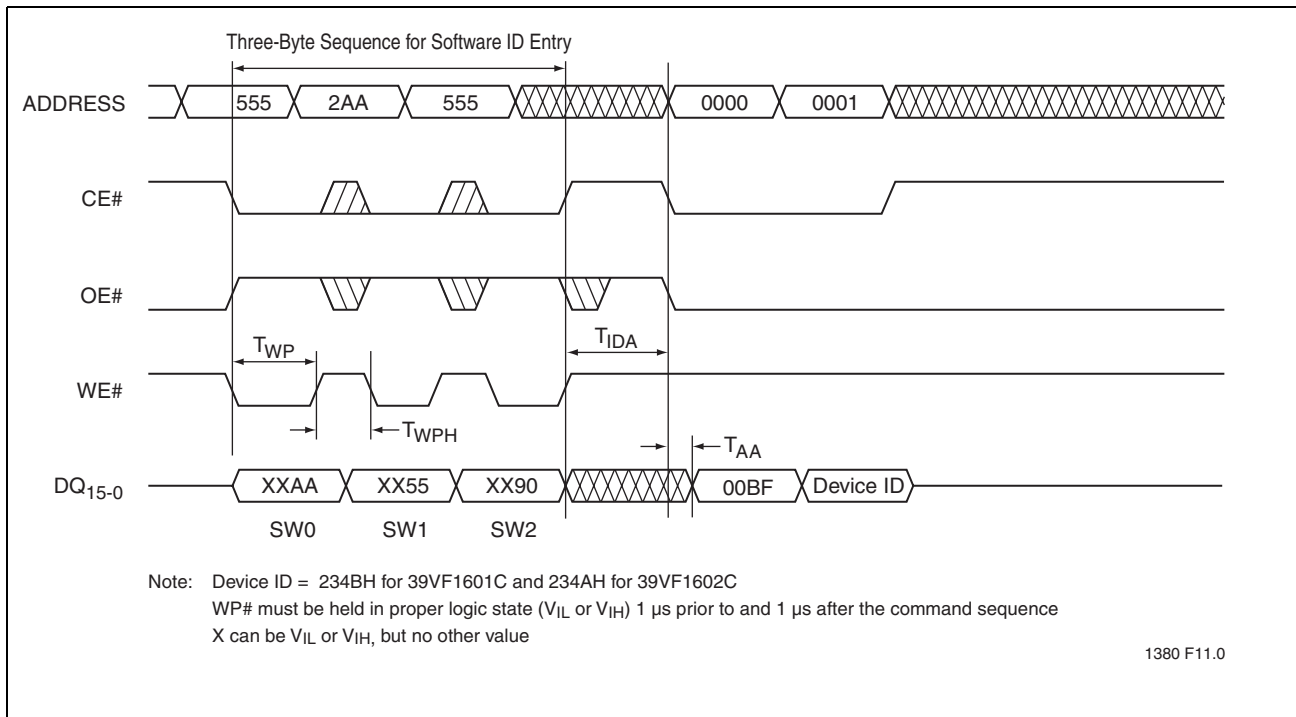 Three-Byte Sequence for Software ID Entry
ADDRESS 555 2AA 555 0000 0001
CE#
OE#
TWP TIDA
WE#
TWPH
TAA
DQ15-0 XXAA XX55 XX90 00BF Device ID
SW0 SW1 SW2
Note: Device ID = 234BH for 39VF1601C and 234AH for 39VF1602C
WP# must be held in proper logic state (VIL or VIH) 1 µs prior to and 1 µs after the command sequence
X can be VIL or VIH, but no other value
1380 F11.0